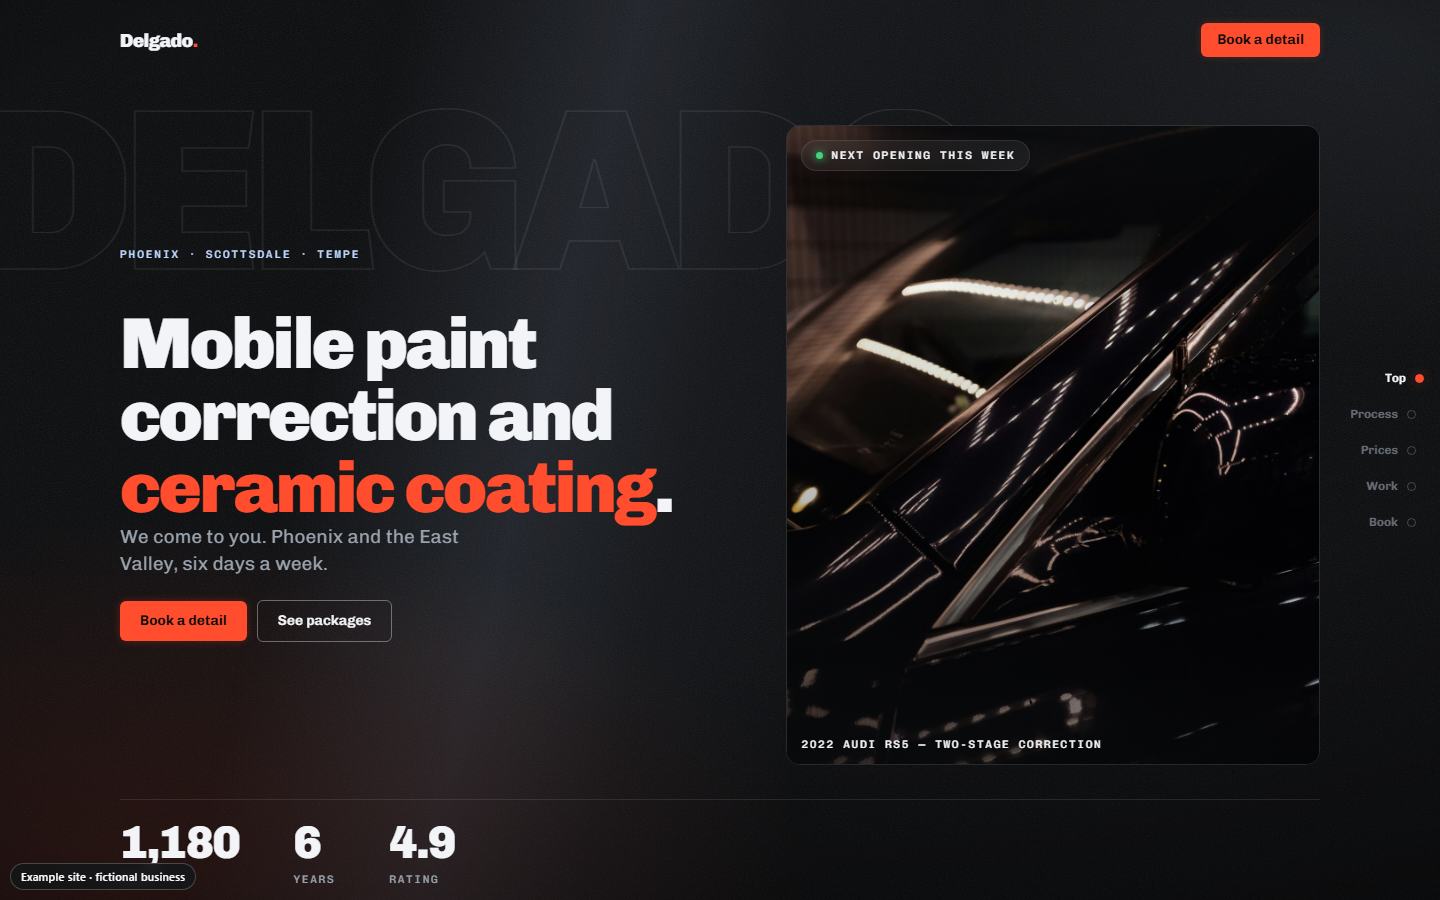 Delgado.
Book a detail
DELGADO
NEXT OPENING THIS WEEK
PHOENIX · SCOTTSDALE · TEMPE
Mobile paint
correction and
ceramic coating.
We come to you. Phoenix and the East
Valley, six days a week.
Book a detail
See packages
2022 AUDI RS5 — TWO-STAGE CORRECTION
Top
Process
Prices
Work
Book
1,180
6
YEARS
4.9
RATING
Example site · fictional business